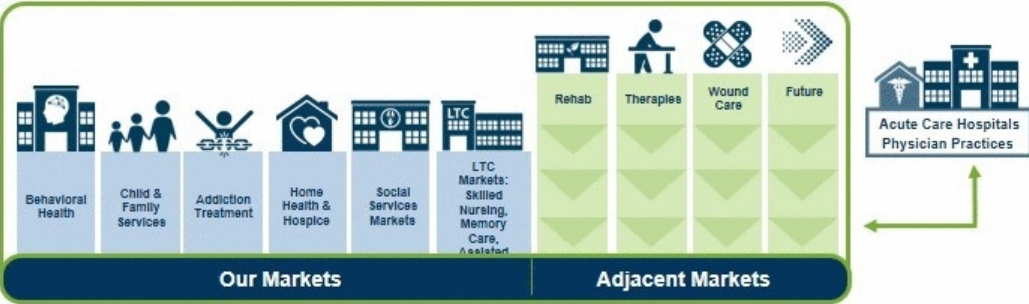 LTC
Behavioral
Health
Child &
Family
Services
Addiction
Treatment
Home
Health &
Hospice
Social
Services
Markets
LTC
Markets:
Skilled
Nursing,
Memory
Care,
Assisted
Rehab
Therapies
Wound
Care
Future
Acute Care Hospitals
Physician Practices
Our Markets
Adjacent Markets